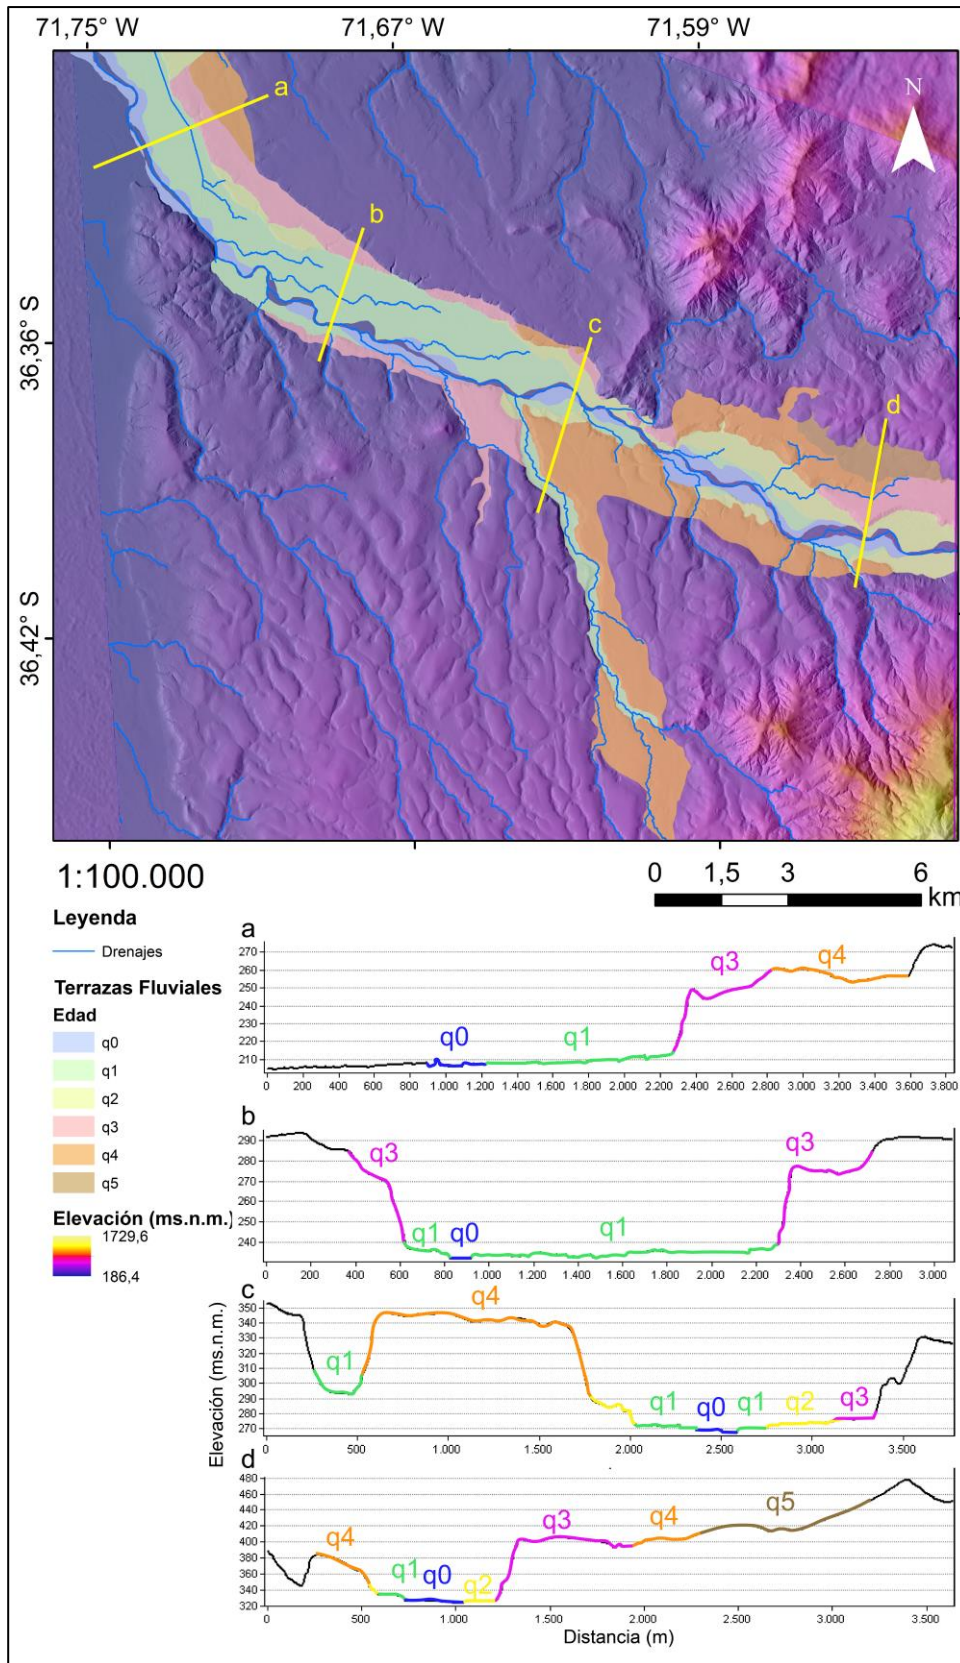 71,75° W 71,67° W 71,59° W
N
a
b
c
d
36,36° S
36,42° S
1:100.000
0 1,5 3 6
km
Leyenda
Drenajes
Terrazas Fluviales
Edad
q0
q1
q2
q3
q4
q5
Elevación (ms.n.m.)
1729,6
186,4
a
270
260
250
240
230
220
210
q0 q1 q3 q4
0 200 400 600 800 1.000 1.200 1.400 1.600 1.800 2.000 2.200 2.400 2.600 2.800 3.000 3.200 3.400 3.600 3.800
b
290
280
270
260
250
240
q3 q1 q0 q1 q3
0 200 400 600 800 1.000 1.200 1.400 1.600 1.800 2.000 2.200 2.400 2.600 2.800 3.000
c
350
330
310
300
290
280
270
q1 q4 q1 q0 q1 q2 q3
0 500 1.000 1.500 2.000 2.500 3.000 3.500
Elevación (ms.n.m.)
d
480
460
440
420
400
380
360
340
320
q4 q1 q0 q2 q3 q4 q5
0 500 1.000 1.500 2.000 2.500 3.000 3.500
Distancia (m)